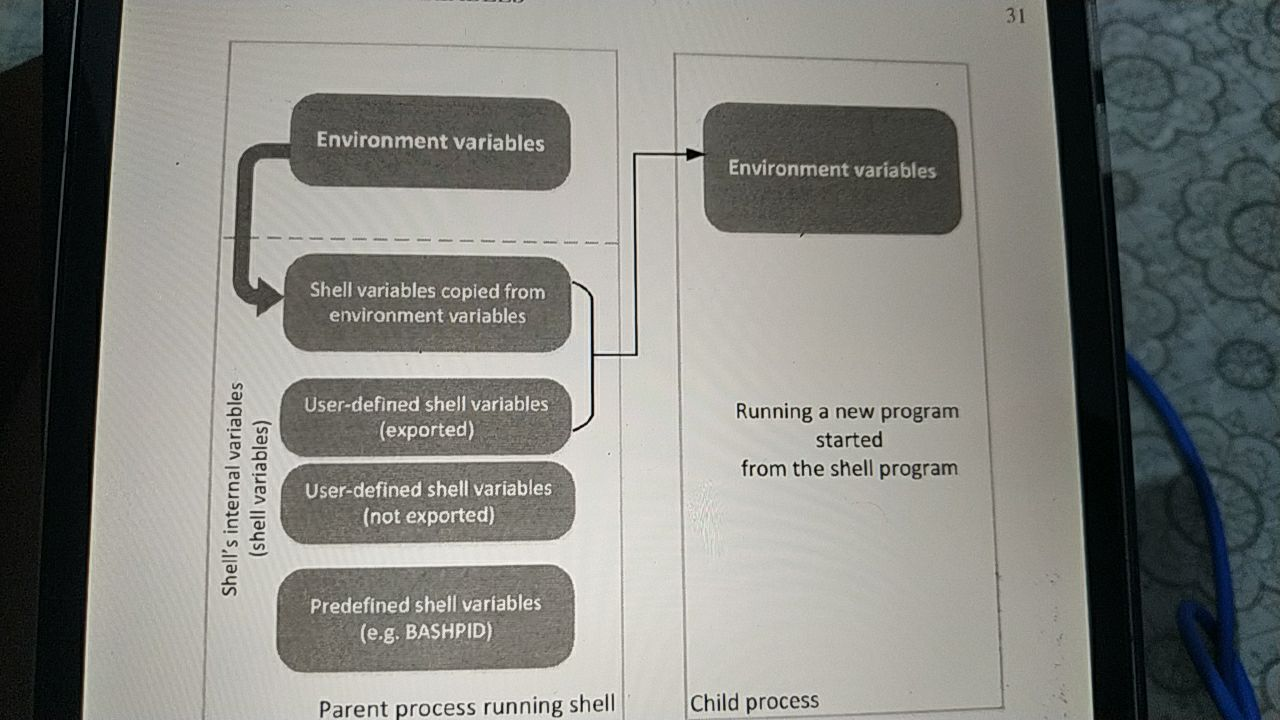 31
Environment variables
Shell variables copied from
environment variables
User-defined shell variables
(exported)
User-defined shell variables
(not exported)
Predefined shell variables
(e.g. BASHPID)
Shell's internal variables
(shell variables)
Parent process running shell
Environment variables
Running a new program
started
from the shell program
Child process